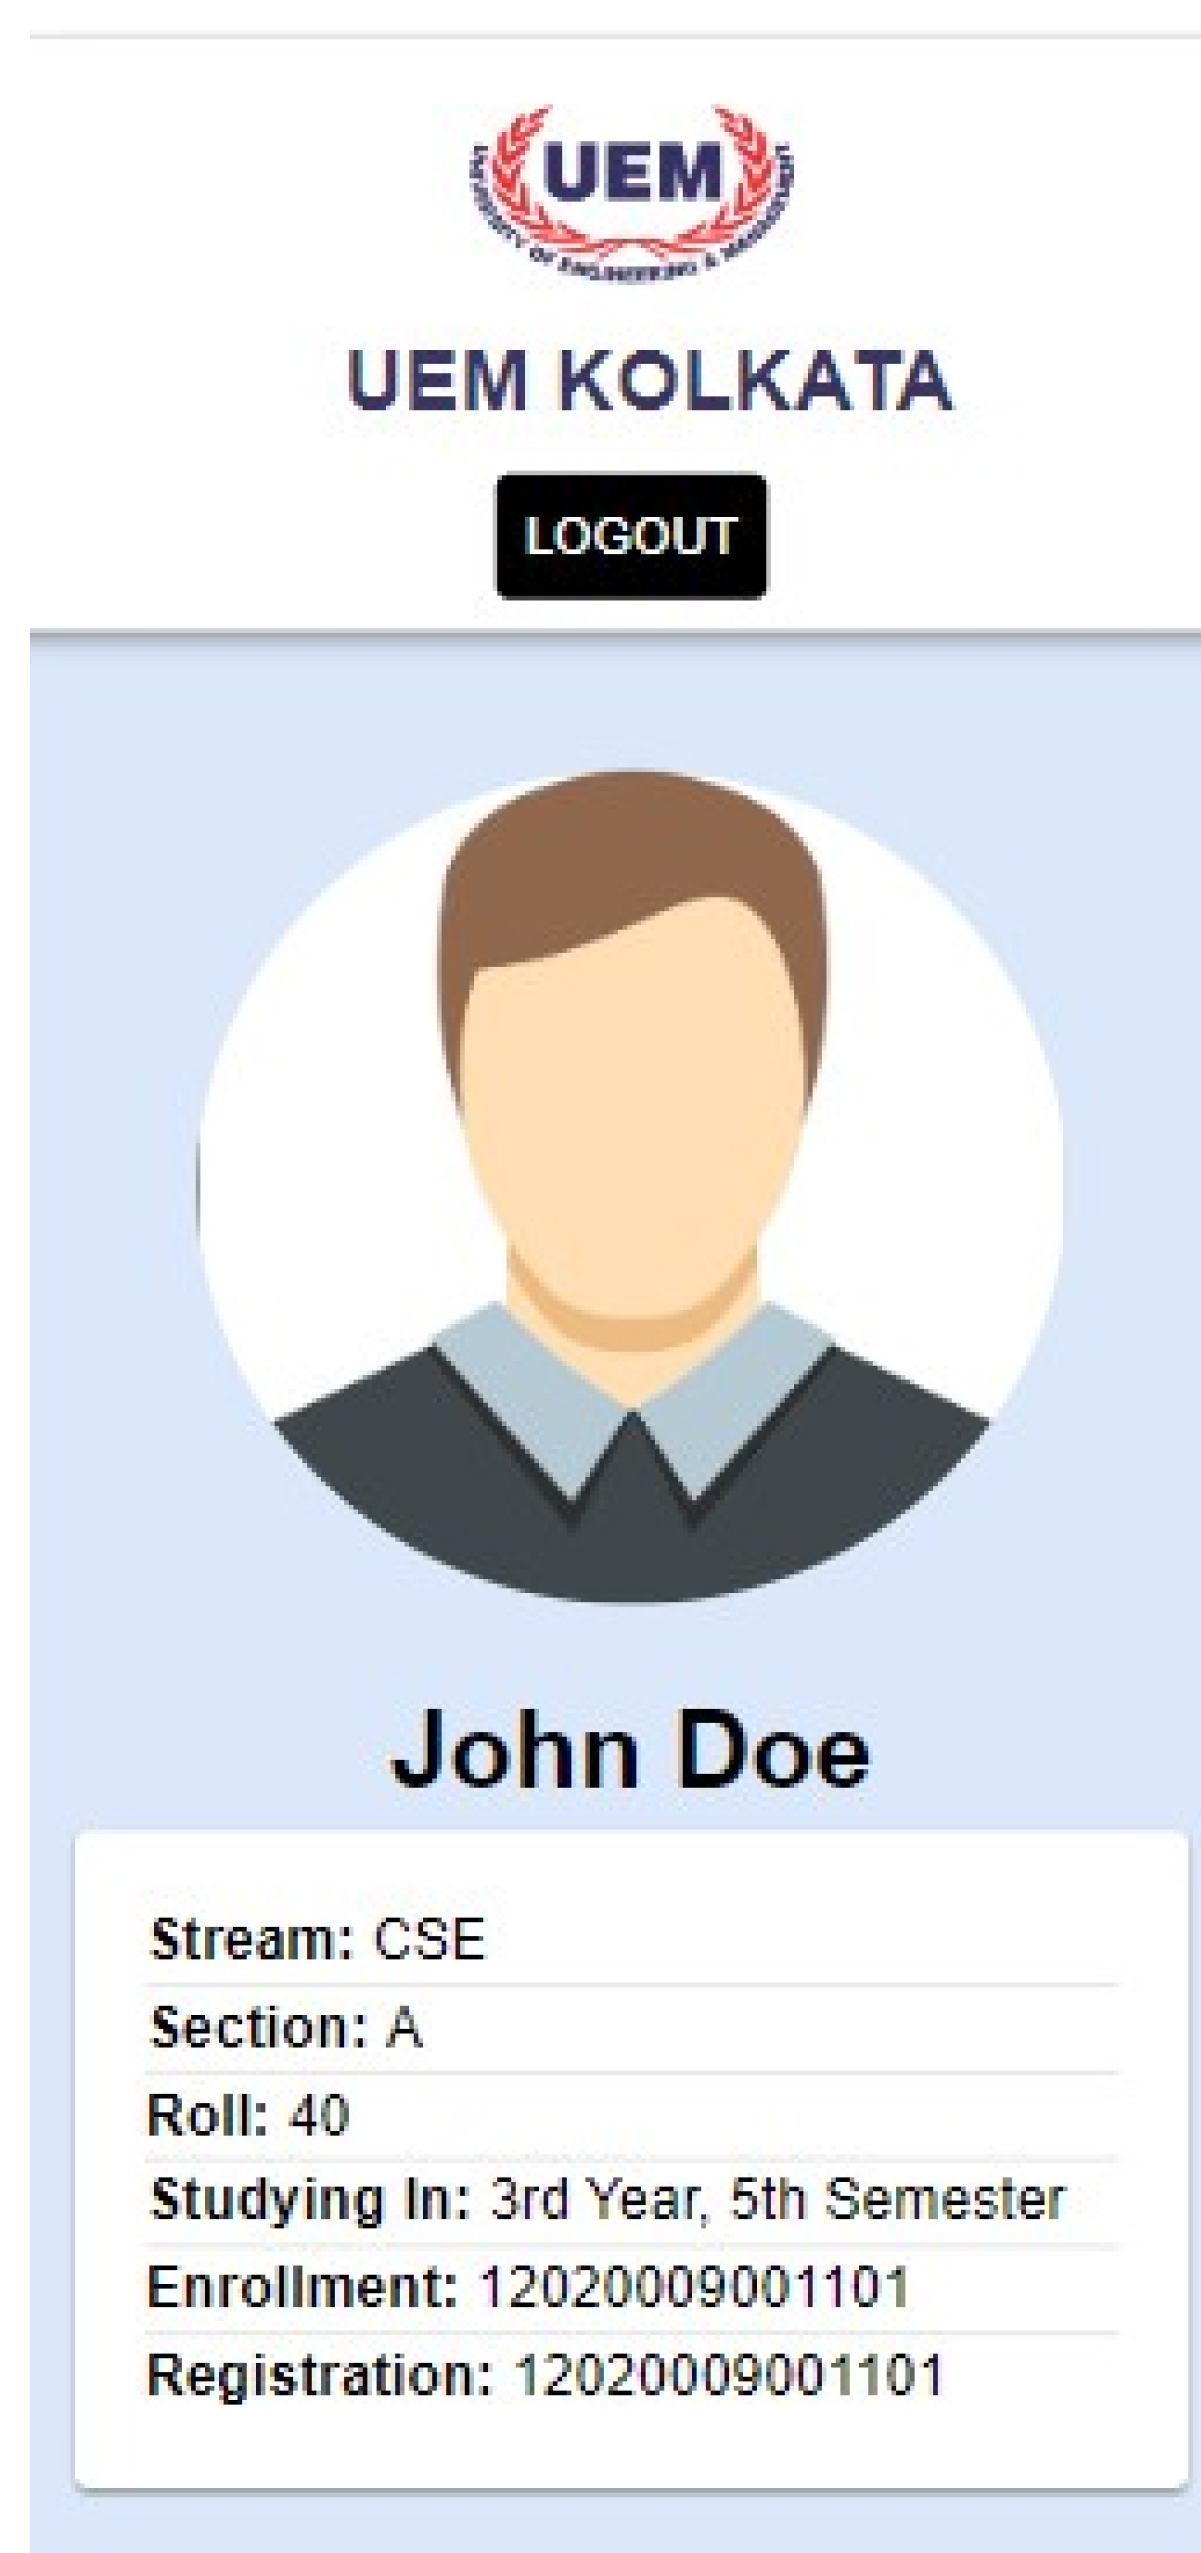 UEM
UNIVERSITY OF ENGINEERING & MANAGEMENT
UEM KOLKATA
LOGOUT
John Doe
Stream: CSE
Section: A
Roll: 40
Studying In: 3rd Year, 5th Semester
Enrollment: 12020009001101
Registration: 12020009001101